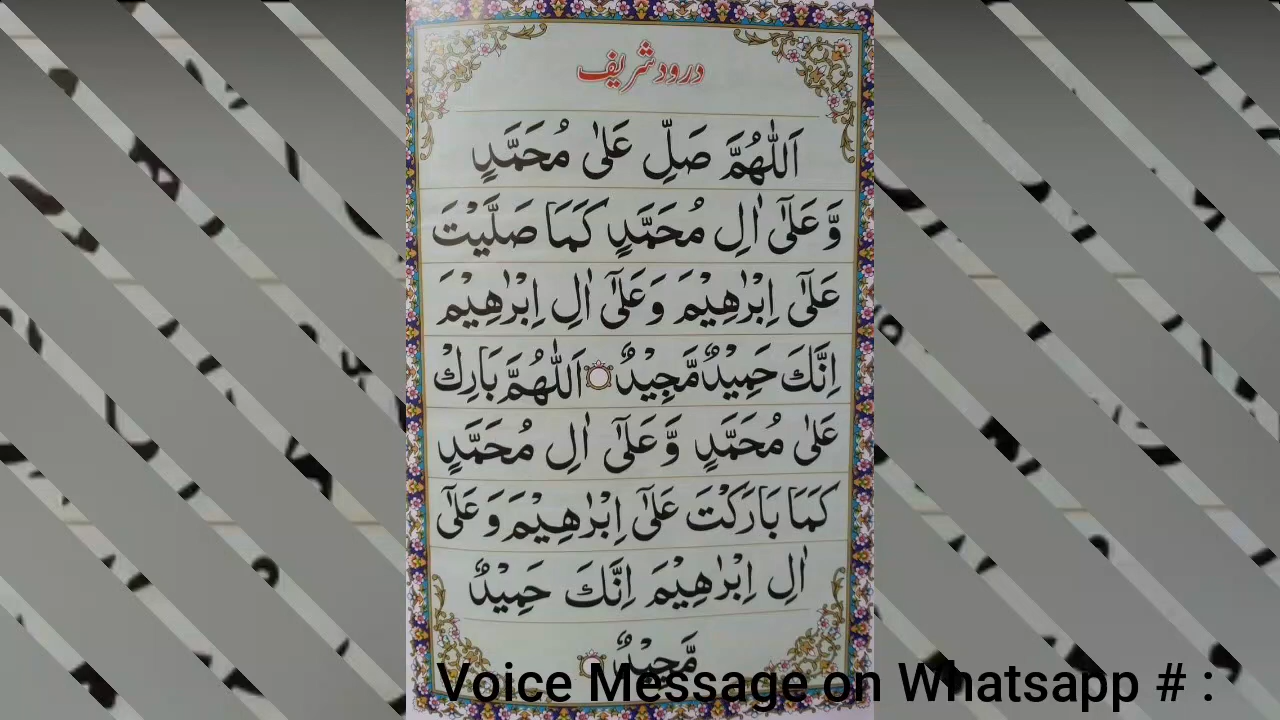 درود شریف
اَللّٰهُمَّ صَلِّ عَلٰی مُحَمَّدٍ
وَّعَلٰۤی اٰلِ مُحَمَّدٍ کَمَا صَلَّیْتَ
عَلٰۤی اِبْرٰهِیْمَ وَعَلٰۤی اٰلِ اِبْرٰهِیْمَ
اِنَّكَ حَمِیْدٌ مَّجِیْدٌ ۝ اَللّٰهُمَّ بَارِكْ
عَلٰی مُحَمَّدٍ وَّعَلٰۤی اٰلِ مُحَمَّدٍ
کَمَا بَارَکْتَ عَلٰۤی اِبْرٰهِیْمَ وَعَلٰۤی
اٰلِ اِبْرٰهِیْمَ اِنَّكَ حَمِیْدٌ
مَّجِیْدٌ ۝
Voice Message on Whatsapp # :